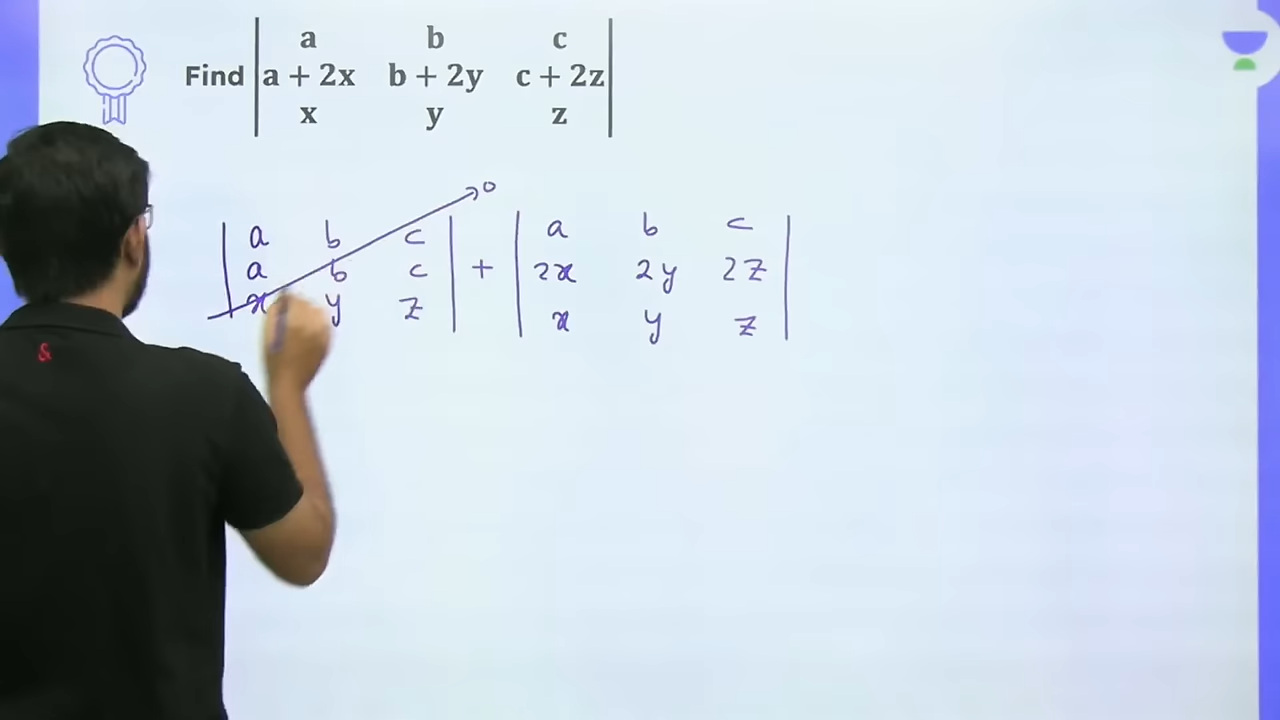 a b c
Find a + 2x b + 2y c + 2z
x y z
0
a b c a b c
a b c + 2x 2y 2z
x y z x y z
&